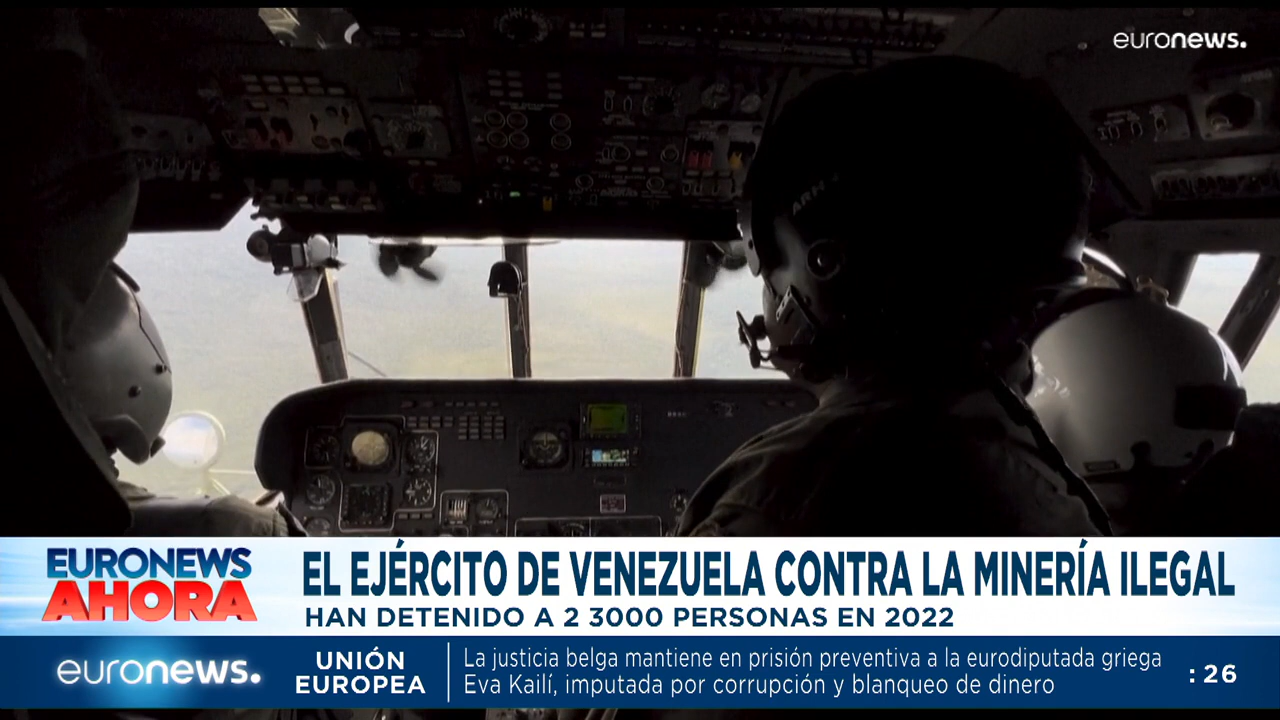 euronews.
ARH
EURONEWS
AHORA
EL EJÉRCITO DE VENEZUELA CONTRA LA MINERÍA ILEGAL
HAN DETENIDO A 2 3000 PERSONAS EN 2022
euronews.
UNIÓN
EUROPEA
La justicia belga mantiene en prisión preventiva a la eurodiputada griega
Eva Kailí, imputada por corrupción y blanqueo de dinero
: 26